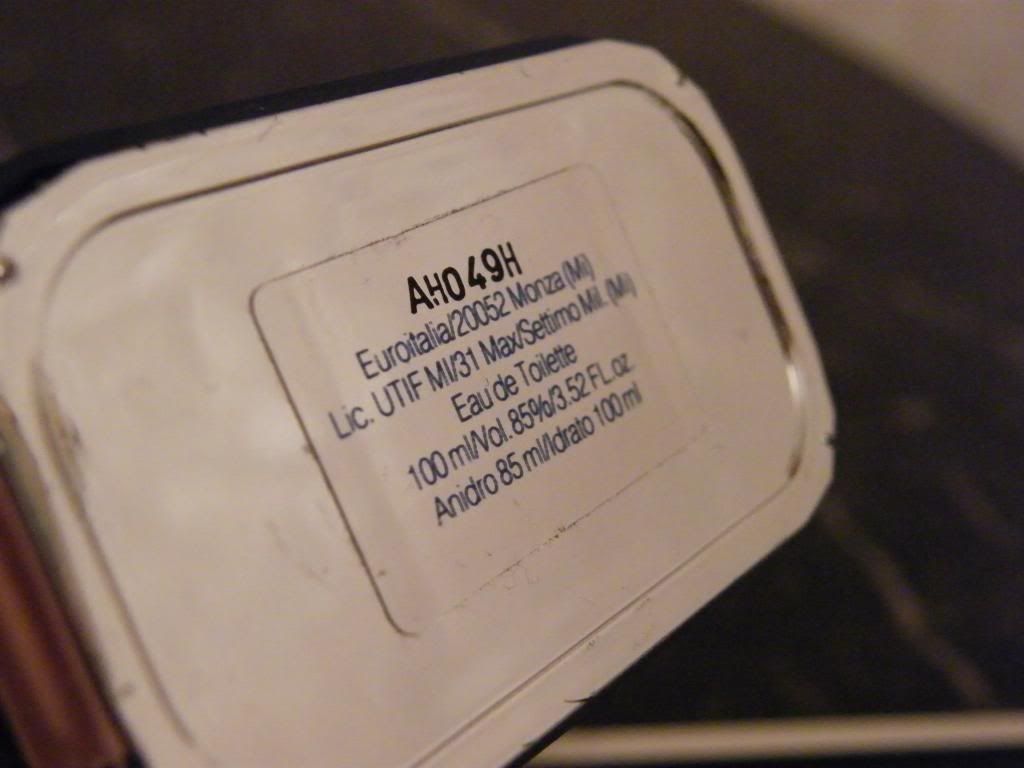 AH049H
Euroitalia/20052 Monza (Mi)
Lic. UTIF MI/31 Max/Settimo Mil. (Mi)
Eau de Toilette
100 ml/Vol. 85%/3.52 FL.oz.
Anidro 85 ml/Idrato 100 ml